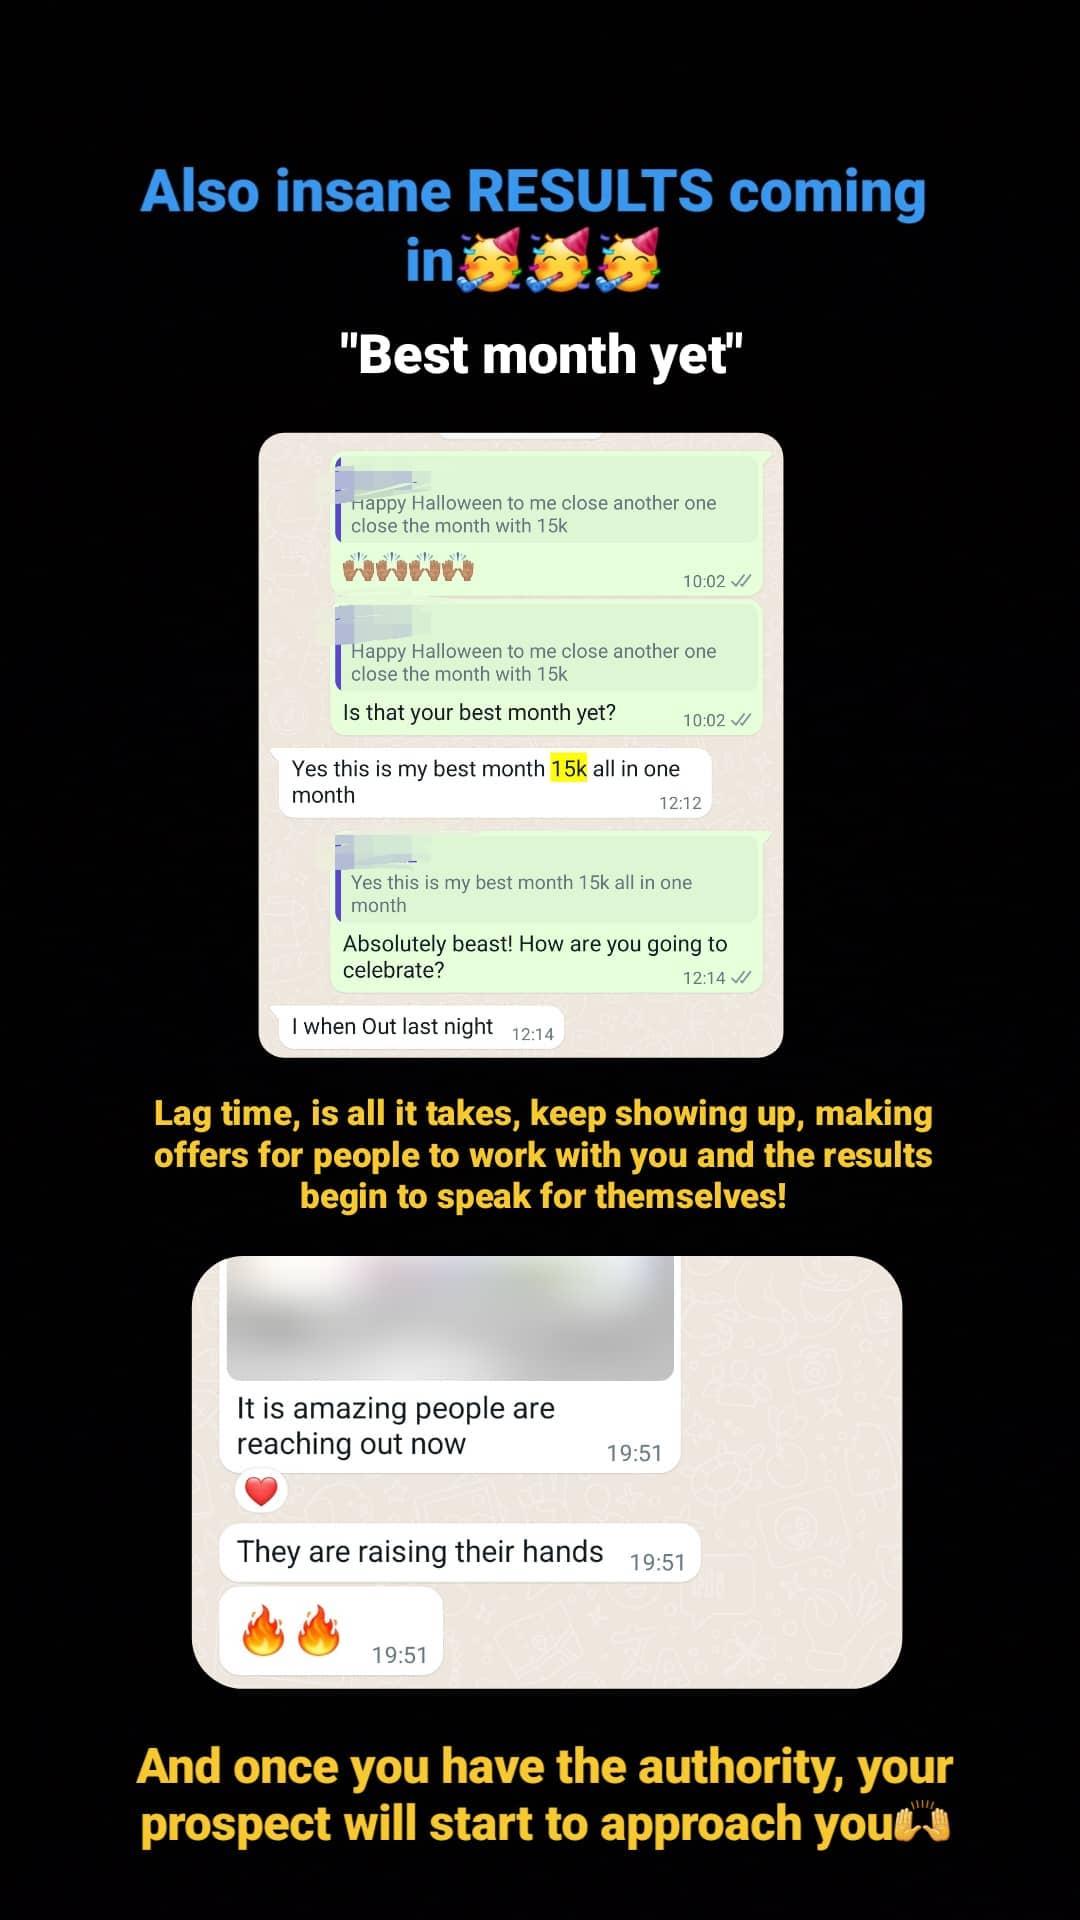 Also insane RESULTS coming
in🥳🥳🥳
"Best month yet"
Happy Halloween to me close another one
close the month with 15k
🙌🏽🙌🏽🙌🏽🙌🏽
10:02
Happy Halloween to me close another one
close the month with 15k
Is that your best month yet?
10:02
Yes this is my best month 15k all in one
month
12:12
Yes this is my best month 15k all in one
month
Absolutely beast! How are you going to
celebrate?
12:14
I when Out last night
12:14
Lag time, is all it takes, keep showing up, making
offers for people to work with you and the results
begin to speak for themselves!
It is amazing people are
reaching out now
19:51
❤️
They are raising their hands
19:51
🔥🔥
19:51
And once you have the authority, your
prospect will start to approach you🙌